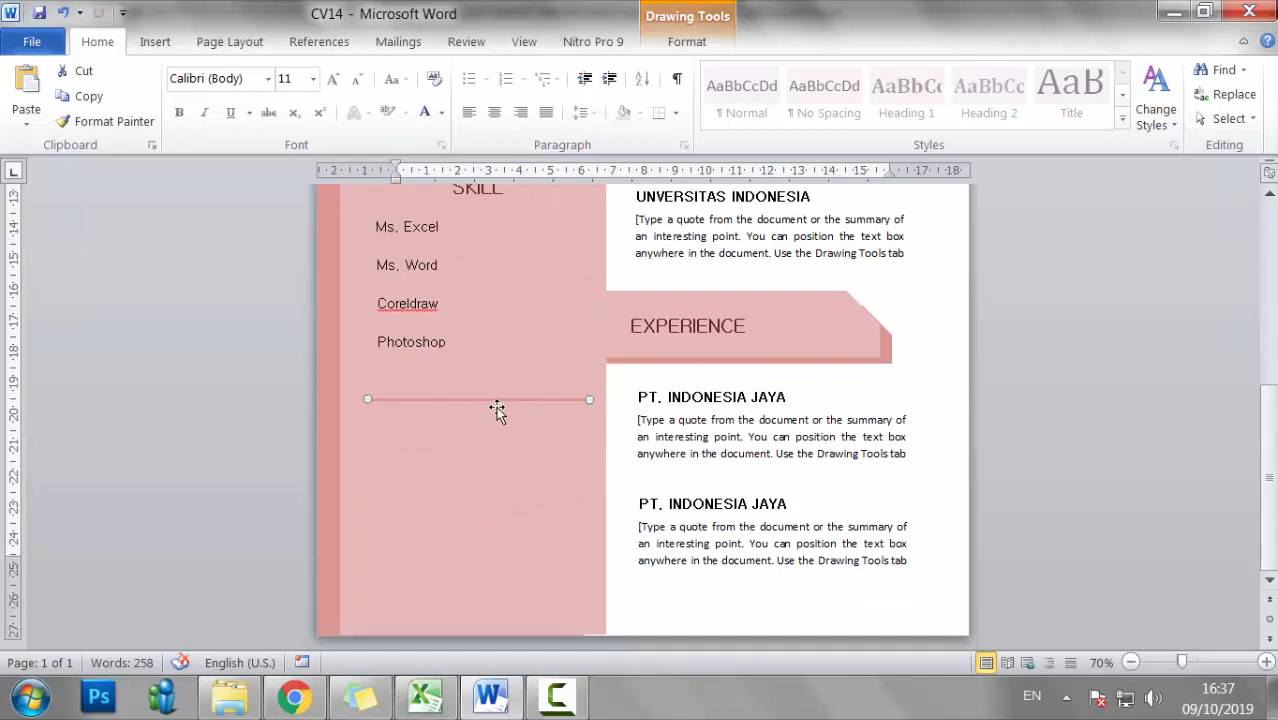 CV14 - Microsoft Word
Drawing Tools
File
Home
Insert
Page Layout
References
Mailings
Review
View
Nitro Pro 9
Format
Paste
Cut
Copy
Format Painter
Clipboard
Calibri (Body)
11
Font
Paragraph
AaBbCcDd
¶ Normal
AaBbCcDd
¶ No Spacing
AaBbCc
Heading 1
AaBbCc
Heading 2
AaB
Title
Change
Styles
Styles
Find
Replace
Select
Editing
SKILL
Ms. Excel
Ms. Word
Coreldraw
Photoshop
UNVERSITAS INDONESIA
[Type a quote from the document or the summary of
an interesting point. You can position the text box
anywhere in the document. Use the Drawing Tools tab
EXPERIENCE
PT. INDONESIA JAYA
[Type a quote from the document or the summary of
an interesting point. You can position the text box
anywhere in the document. Use the Drawing Tools tab
PT. INDONESIA JAYA
[Type a quote from the document or the summary of
an interesting point. You can position the text box
anywhere in the document. Use the Drawing Tools tab
Page: 1 of 1
Words: 258
English (U.S.)
70%
EN
16:37
09/10/2019